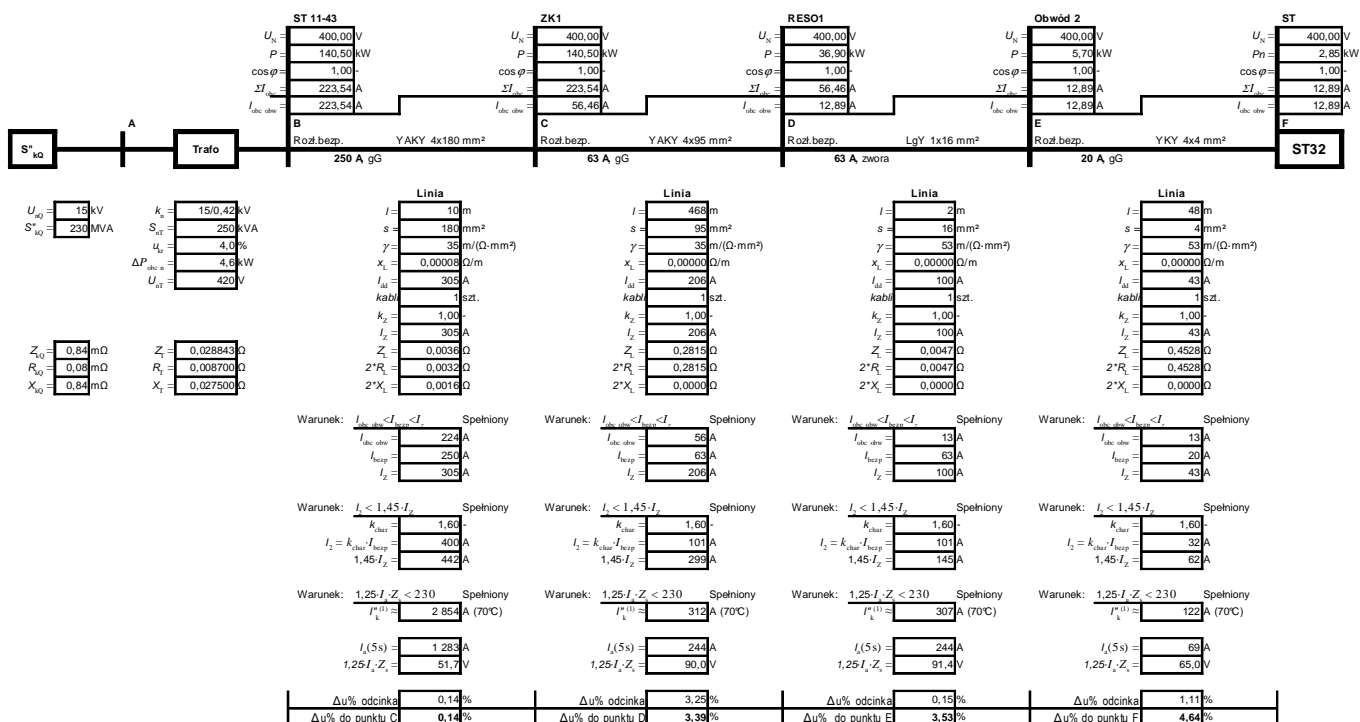 ST 11-43 ZK1 RESO1 Obwód 2 ST
U_N = 400,00 V U_N = 400,00 V U_N = 400,00 V U_N = 400,00 V U_N = 400,00 V
P = 140,50 kW P = 140,50 kW P = 36,90 kW P = 5,70 kW Pn = 2,85 kW
cosφ = 1,00 - cosφ = 1,00 - cosφ = 1,00 - cosφ = 1,00 - cosφ = 1,00 -
ΣI_obc = 223,54 A ΣI_obc = 223,54 A ΣI_obc = 56,46 A ΣI_obc = 12,89 A ΣI_obc = 12,89 A
I_obc obw = 223,54 A I_obc obw = 56,46 A I_obc obw = 12,89 A I_obc obw = 12,89 A I_obc obw = 12,89 A
A B C D E F
S"_kQ Trafo Rozł.bezp. YAKY 4x180 mm² Rozł.bezp. YAKY 4x95 mm² Rozł.bezp. LgY 1x16 mm² Rozł.bezp. YKY 4x4 mm² ST32
250 A, gG 63 A, gG 63 A, zwora 20 A, gG
Linia Linia Linia Linia
U_nQ = 15 kV k_n = 15/0,42 kV l = 10 m l = 468 m l = 2 m l = 48 m
S"_kQ = 230 MVA S_nT = 250 kVA s = 180 mm² s = 95 mm² s = 16 mm² s = 4 mm²
u_kr = 4,0 % γ = 35 m/(Ω·mm²) γ = 35 m/(Ω·mm²) γ = 53 m/(Ω·mm²) γ = 53 m/(Ω·mm²)
ΔP_obc n = 4,6 kW x_L = 0,00008 Ω/m x_L = 0,00000 Ω/m x_L = 0,00000 Ω/m x_L = 0,00000 Ω/m
U_nT = 420 V I_dd = 305 A I_dd = 206 A I_dd = 100 A I_dd = 43 A
kabli 1 szt. kabli 1 szt. kabli 1 szt. kabli 1 szt.
k_Z = 1,00 - k_Z = 1,00 - k_Z = 1,00 - k_Z = 1,00 -
I_Z = 305 A I_Z = 206 A I_Z = 100 A I_Z = 43 A
Z_kQ = 0,84 mΩ Z_T = 0,028843 Ω Z_L = 0,0036 Ω Z_L = 0,2815 Ω Z_L = 0,0047 Ω Z_L = 0,4528 Ω
R_kQ = 0,08 mΩ R_T = 0,008700 Ω 2*R_L = 0,0032 Ω 2*R_L = 0,2815 Ω 2*R_L = 0,0047 Ω 2*R_L = 0,4528 Ω
X_kQ = 0,84 mΩ X_T = 0,027500 Ω 2*X_L = 0,0016 Ω 2*X_L = 0,0000 Ω 2*X_L = 0,0000 Ω 2*X_L = 0,0000 Ω
Warunek: I_obc obw<I_bezp<I_z Spełniony Warunek: I_obc obw<I_bezp<I_z Spełniony Warunek: I_obc obw<I_bezp<I_z Spełniony Warunek: I_obc obw<I_bezp<I_z Spełniony
I_obc obw = 224 A I_obc obw = 56 A I_obc obw = 13 A I_obc obw = 13 A
I_bezp = 250 A I_bezp = 63 A I_bezp = 63 A I_bezp = 20 A
I_Z = 305 A I_Z = 206 A I_Z = 100 A I_Z = 43 A
Warunek: I_2 < 1,45·I_Z Spełniony Warunek: I_2 < 1,45·I_Z Spełniony Warunek: I_2 < 1,45·I_Z Spełniony Warunek: I_2 < 1,45·I_Z Spełniony
k_char = 1,60 - k_char = 1,60 - k_char = 1,60 - k_char = 1,60 -
I_2 = k_char·I_bezp = 400 A I_2 = k_char·I_bezp = 101 A I_2 = k_char·I_bezp = 101 A I_2 = k_char·I_bezp = 32 A
1,45·I_Z = 442 A 1,45·I_Z = 299 A 1,45·I_Z = 145 A 1,45·I_Z = 62 A
Warunek: 1,25·I_a·Z_s < 230 Spełniony Warunek: 1,25·I_a·Z_s < 230 Spełniony Warunek: 1,25·I_a·Z_s < 230 Spełniony Warunek: 1,25·I_a·Z_s < 230 Spełniony
I"_k^(1) ≈ 2 854 A (70°C) I"_k^(1) ≈ 312 A (70°C) I"_k^(1) ≈ 307 A (70°C) I"_k^(1) ≈ 122 A (70°C)
I_a(5s) = 1 283 A I_a(5s) = 244 A I_a(5s) = 244 A I_a(5s) = 69 A
1,25·I_a·Z_s = 51,7 V 1,25·I_a·Z_s = 90,0 V 1,25·I_a·Z_s = 91,4 V 1,25·I_a·Z_s = 65,0 V
Δu% odcinka 0,14 % Δu% odcinka 3,25 % Δu% odcinka 0,15 % Δu% odcinka 1,11 %
Δu% do punktu C 0,14 % Δu% do punktu D 3,39 % Δu% do punktu E 3,53 % Δu% do punktu F 4,64 %